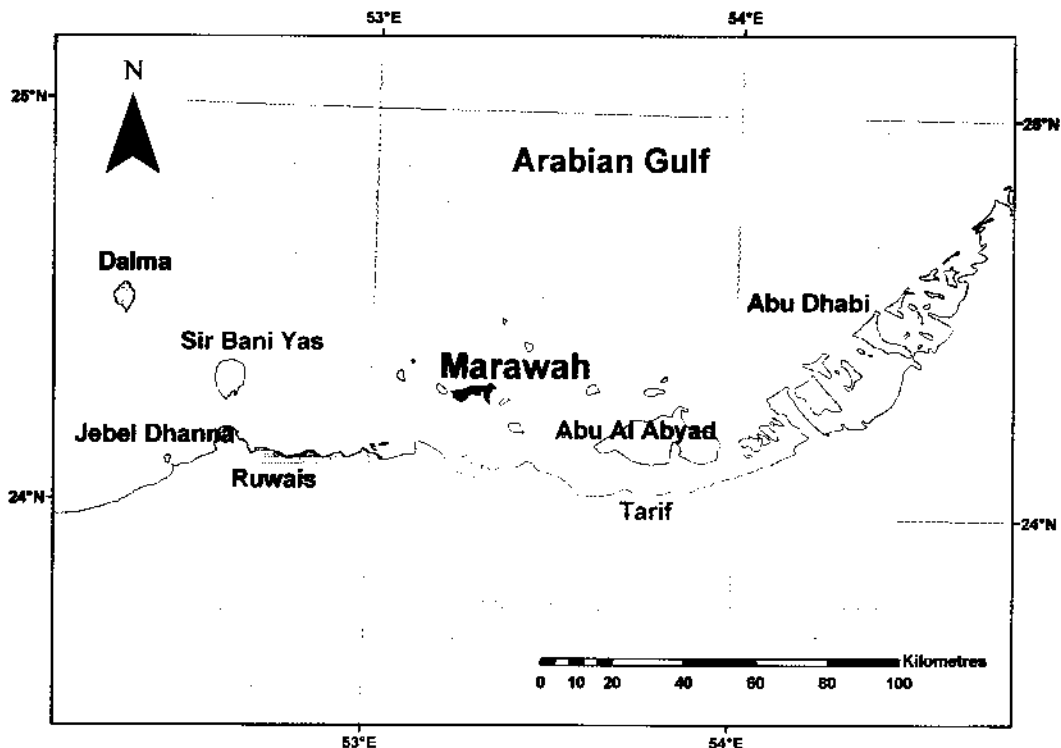 53°E
54°E
N
25°N
25°N
Arabian Gulf
Dalma
Abu Dhabi
Sir Bani Yas
Marawah
Jebel Dhanna
Abu Al Abyad
Ruwais
24°N
Tarif
24°N
Kilometres
0 10 20 40 60 80 100
53°E
54°E